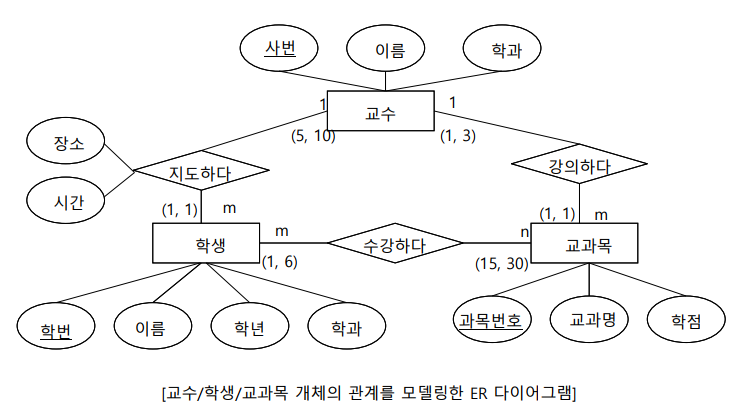 사번
이름
학과
1
교수
1
(5, 10)
(1, 3)
장소
지도하다
강의하다
시간
(1, 1)
m
(1, 1)
m
학생
m
수강하다
n
교과목
(1, 6)
(15, 30)
학번
이름
학년
학과
과목번호
교과명
학점
[교수/학생/교과목 개체의 관계를 모델링한 ER 다이어그램]